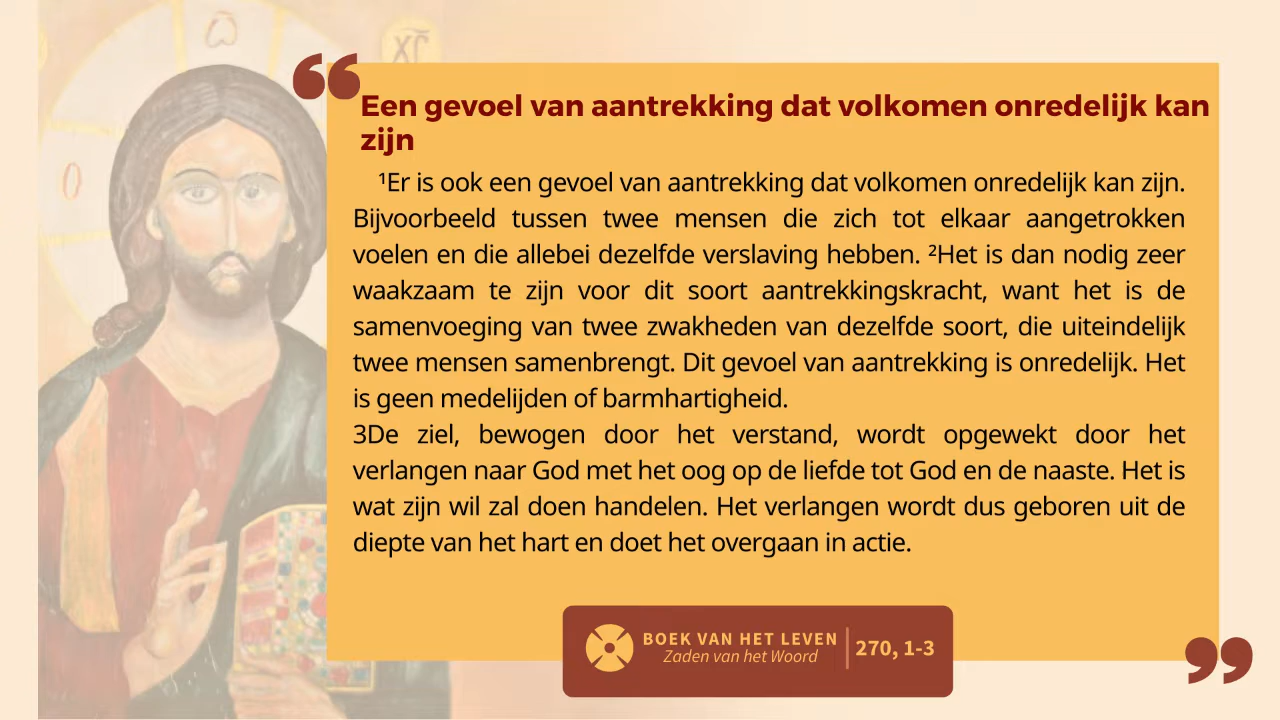 Een gevoel van aantrekking dat volkomen onredelijk kan
zijn
¹Er is ook een gevoel van aantrekking dat volkomen onredelijk kan zijn.
Bijvoorbeeld tussen twee mensen die zich tot elkaar aangetrokken
voelen en die allebei dezelfde verslaving hebben. ²Het is dan nodig zeer
waakzaam te zijn voor dit soort aantrekkingskracht, want het is de
samenvoeging van twee zwakheden van dezelfde soort, die uiteindelijk
twee mensen samenbrengt. Dit gevoel van aantrekking is onredelijk. Het
is geen medelijden of barmhartigheid.
3De ziel, bewogen door het verstand, wordt opgewekt door het
verlangen naar God met het oog op de liefde tot God en de naaste. Het is
wat zijn wil zal doen handelen. Het verlangen wordt dus geboren uit de
diepte van het hart en doet het overgaan in actie.
BOEK VAN HET LEVEN
Zaden van het Woord
270, 1-3